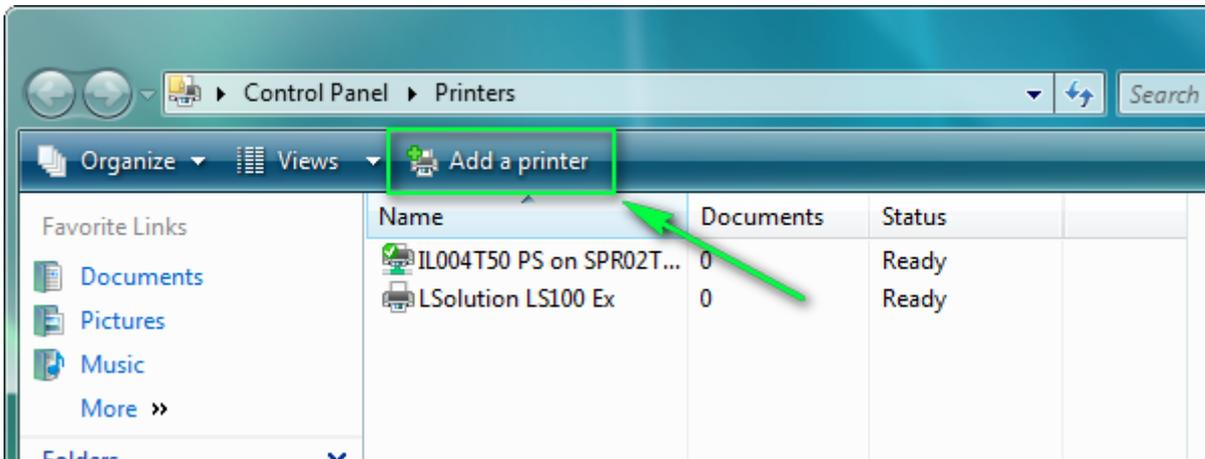 Control Panel Printers
Search
Organize Views Add a printer
Favorite Links
Documents
Pictures
Music
More »
Folders
Name Documents Status
IL004T50 PS on SPR02T... 0 Ready
LSolution LS100 Ex 0 Ready